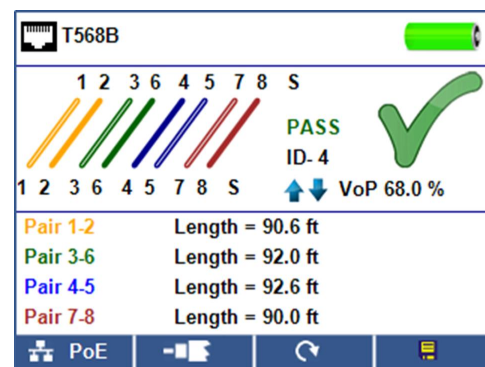 T568B
1 2 3 6 4 5 7 8 S
PASS
ID- 4
1 2 3 6 4 5 7 8 S
VoP 68.0 %
Pair 1-2 Length = 90.6 ft
Pair 3-6 Length = 92.0 ft
Pair 4-5 Length = 92.6 ft
Pair 7-8 Length = 90.0 ft
PoE